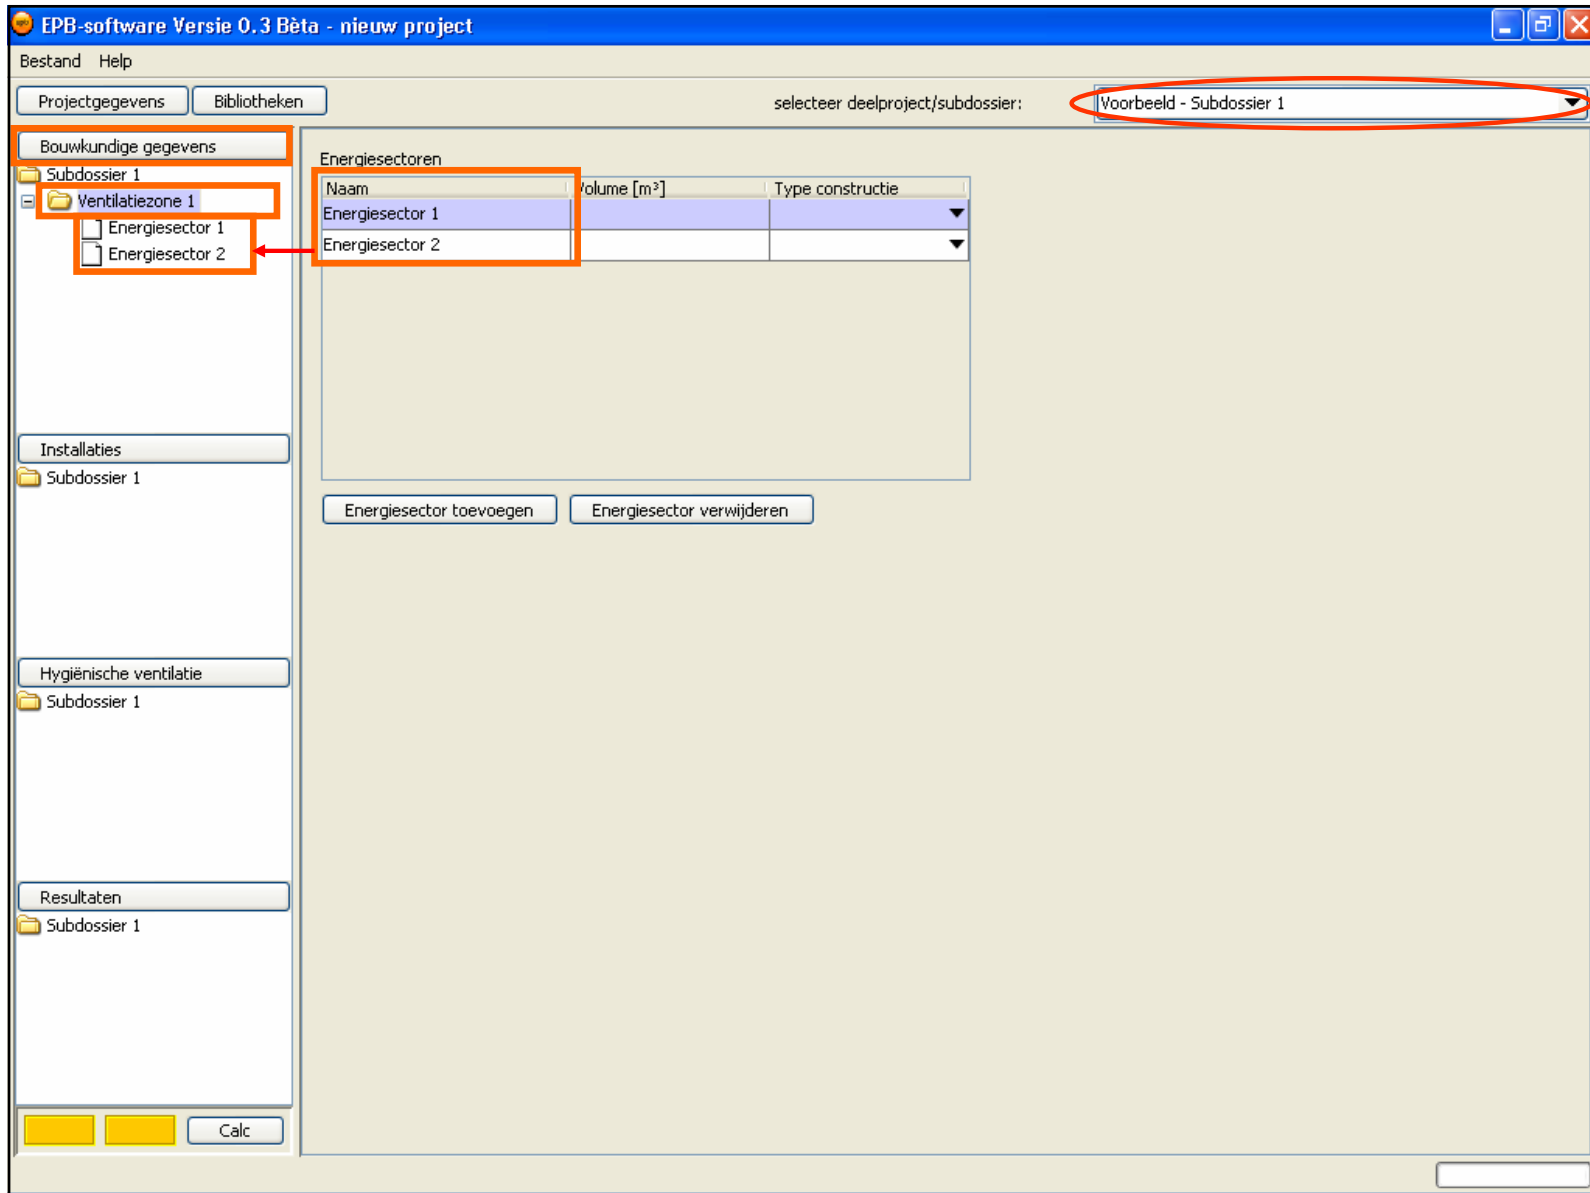 EPB-software Versie 0.3 Bèta - nieuw project
Bestand Help
Projectgegevens Bibliotheken selecteer deelproject/subdossier: Voorbeeld - Subdossier 1
Bouwkundige gegevens
Subdossier 1
Ventilatiezone 1
Energiesector 1
Energiesector 2
Installaties
Subdossier 1
Hygiënische ventilatie
Subdossier 1
Resultaten
Subdossier 1
Calc
Energiesectoren
Naam Volume [m³] Type constructie
Energiesector 1
Energiesector 2
Energiesector toevoegen Energiesector verwijderen